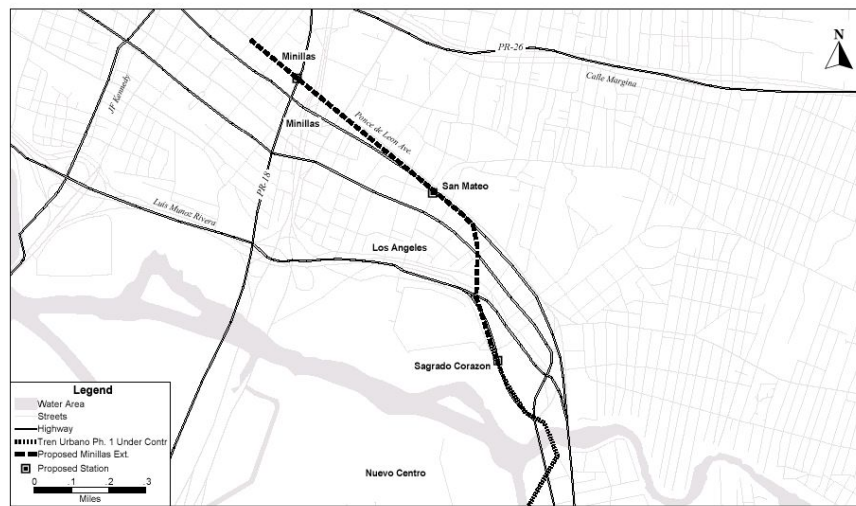 N
PR-26
Calle Margina
Minillas
JF Kennedy
Minillas
Ponce de Leon Ave.
PR-18
San Mateo
Luis Munoz Rivera
Los Angeles
Sagrado Corazon
Nuevo Centro
Legend
Water Area
Streets
Highway
Tren Urbano Ph. 1 Under Contr
Proposed Minillas Ext.
Proposed Station
0 .1 .2 .3
Miles